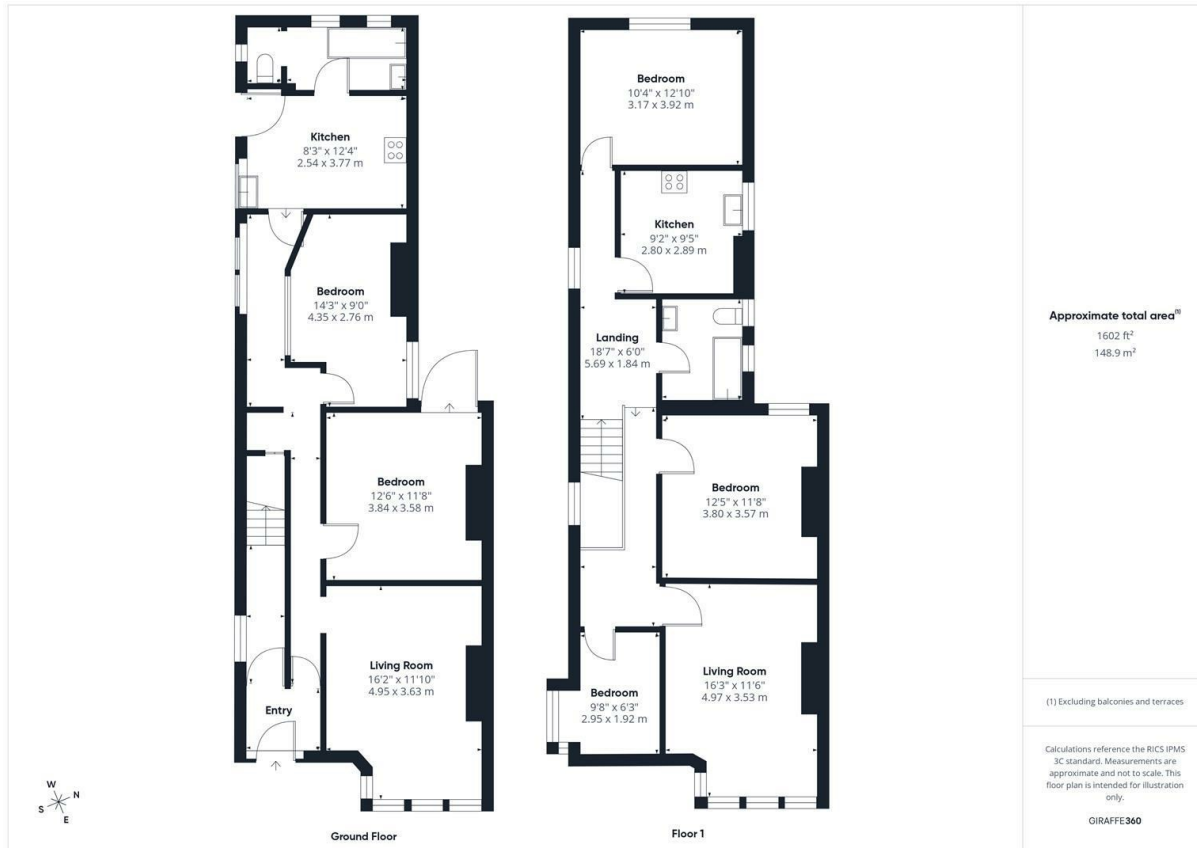 Kitchen
8'3" x 12'4"
2.54 x 3.77 m
Bedroom
14'3" x 9'0"
4.35 x 2.76 m
Bedroom
12'6" x 11'8"
3.84 x 3.58 m
Living Room
16'2" x 11'10"
4.95 x 3.63 m
Entry
W
N
S
E
Ground Floor
Bedroom
10'4" x 12'10"
3.17 x 3.92 m
Kitchen
9'2" x 9'5"
2.80 x 2.89 m
Landing
18'7" x 6'0"
5.69 x 1.84 m
Bedroom
12'5" x 11'8"
3.80 x 3.57 m
Living Room
16'3" x 11'6"
4.97 x 3.53 m
Bedroom
9'8" x 6'3"
2.95 x 1.92 m
Floor 1
Approximate total area(1)
1602 ft²
148.9 m²
(1) Excluding balconies and terraces
Calculations reference the RICS IPMS
3C standard. Measurements are
approximate and not to scale. This
floor plan is intended for illustration
only.
GIRAFFE360